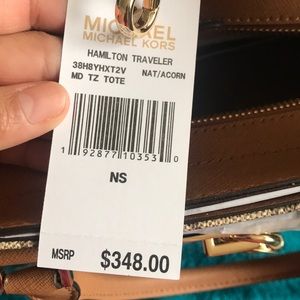 MICHAEL
MICHAEL KORS
HAMILTON TRAVELER
38H8YHXT2V NAT/ACORN
MD TZ TOTE
1 92877 10353 0
NS
MSRP $348.00